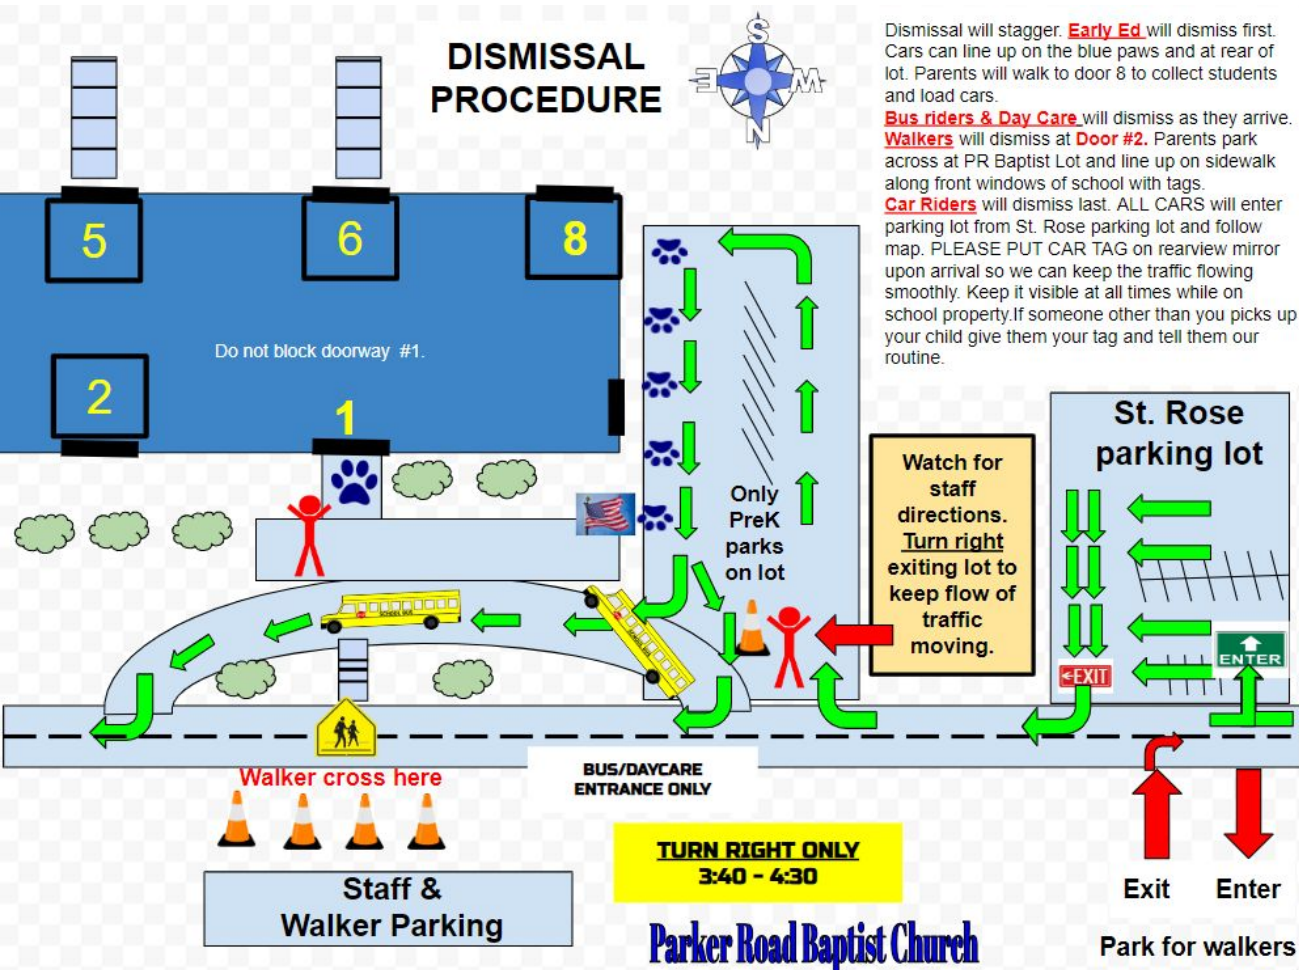 DISMISSAL
PROCEDURE
S
E
W
N
Dismissal will stagger. Early Ed will dismiss first.
Cars can line up on the blue paws and at rear of
lot. Parents will walk to door 8 to collect students
and load cars.
Bus riders & Day Care will dismiss as they arrive.
Walkers will dismiss at Door #2. Parents park
across at PR Baptist Lot and line up on sidewalk
along front windows of school with tags.
Car Riders will dismiss last. ALL CARS will enter
parking lot from St. Rose parking lot and follow
map. PLEASE PUT CAR TAG on rearview mirror
upon arrival so we can keep the traffic flowing
smoothly. Keep it visible at all times while on
school property.If someone other than you picks up
your child give them your tag and tell them our
routine.
5
6
8
Do not block doorway  #1.
2
1
Only
PreK
parks
on lot
Watch for
staff
directions.
Turn right
exiting lot to
keep flow of
traffic
moving.
St. Rose
parking lot
ENTER
EXIT
SCHOOL BUS
SCHOOL BUS
Walker cross here
BUS/DAYCARE
ENTRANCE ONLY
TURN RIGHT ONLY
3:40 - 4:30
Staff &
Walker Parking
Parker Road Baptist Church
Exit
Enter
Park for walkers